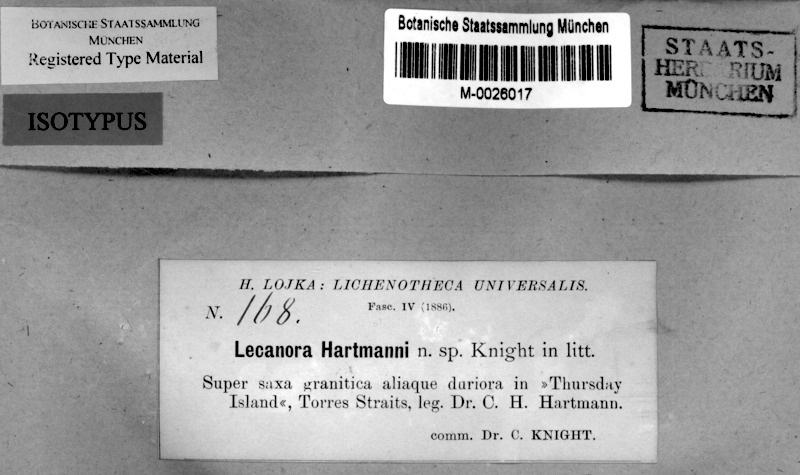 BOTANISCHE STAATSSAMMLUNG
MÜNCHEN
Registered Type Material
ISOTYPUS
Botanische Staatssammlung München
M-0026017
STAATS-
HERBARIUM
MÜNCHEN
H. LOJKA: LICHENOTHECA UNIVERSALIS.
N. 168.
Fasc. IV (1886).
Lecanora Hartmanni n. sp. Knight in litt.
Super saxa granitica aliaque duriora in »Thursday
Island«, Torres Straits, leg. Dr. C. H. Hartmann.
comm. Dr. C. KNIGHT.